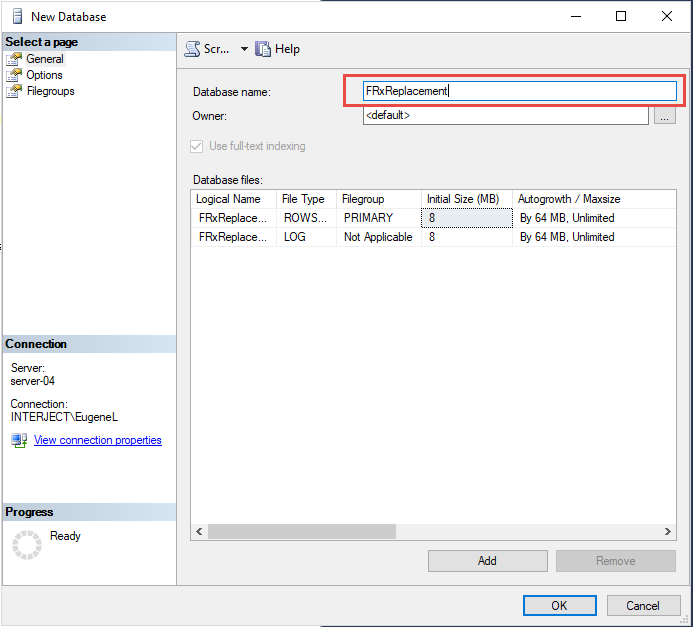 New Database
Select a page
General
Options
Filegroups
Scr...
Help
Database name:
FRxReplacement
Owner:
<default>
...
Use full-text indexing
Database files:
Logical Name File Type Filegroup Initial Size (MB) Autogrowth / Maxsize
FRxReplace... ROWS... PRIMARY 8 By 64 MB, Unlimited
FRxReplace... LOG Not Applicable 8 By 64 MB, Unlimited
Connection
Server:
server-04
Connection:
INTERJECT\EugeneL
View connection properties
Progress
Ready
Add
Remove
OK
Cancel